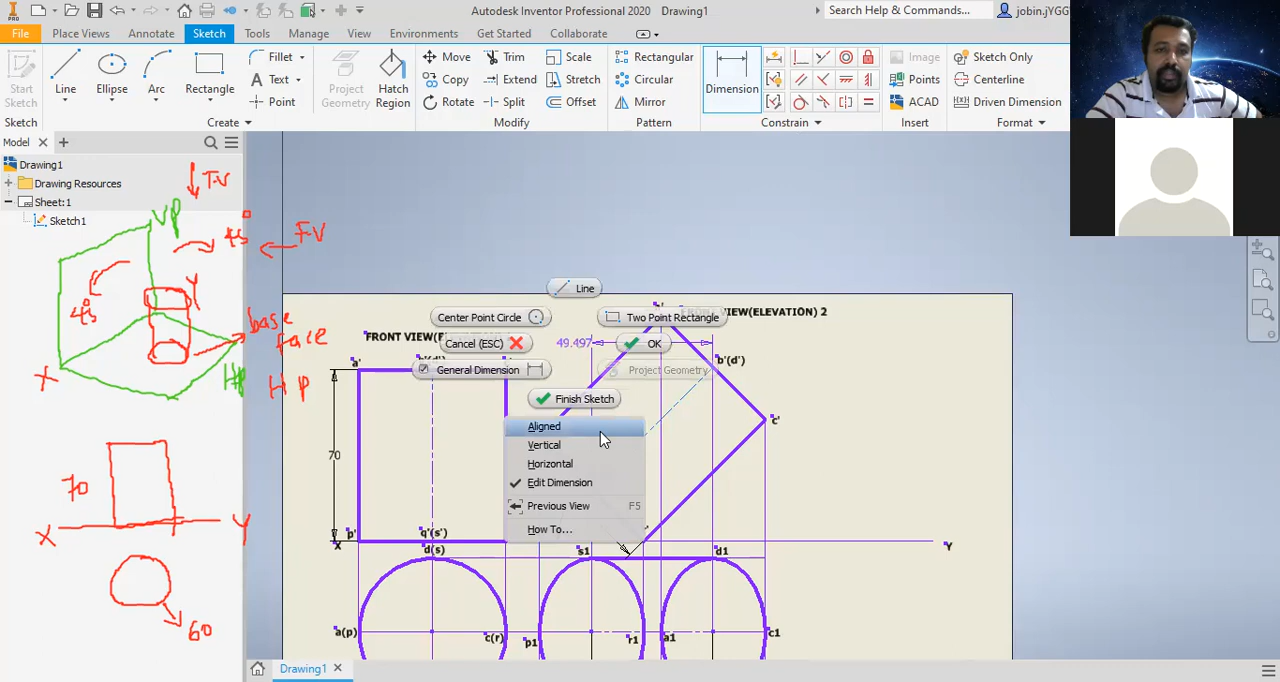 Autodesk Inventor Professional 2020 Drawing1
Search Help & Commands...
jobin.jYGG
PRO
File Place Views Annotate Sketch Tools Manage View Environments Get Started Collaborate
Start Sketch
Line
Ellipse
Arc
Rectangle
Fillet
Text
Point
Project Geometry
Hatch Region
Move
Copy
Rotate
Trim
Extend
Split
Scale
Stretch
Offset
Rectangular
Circular
Mirror
Dimension
Image
Points
ACAD
Sketch Only
Centerline
Driven Dimension
Sketch
Create
Modify
Pattern
Constrain
Insert
Format
Model
Drawing1
Drawing Resources
Sheet:1
Sketch1
T.V
VP
45°
F.V
45°
base
face
X
Y
HP
H P
70
X
Y
60
Line
Center Point Circle
Two Point Rectangle
VIEW(ELEVATION) 2
FRONT VIEW(E
Cancel (ESC)
49.497
OK
General Dimension
Project Geometry
Finish Sketch
Aligned
Vertical
Horizontal
Edit Dimension
Previous View F5
How To...
a'
b'(d')
c'
70
p'
q'(s')
X
Y
d(s)
s1
d1
a(p)
c(r)
p1
r1
a1
c1
Drawing1